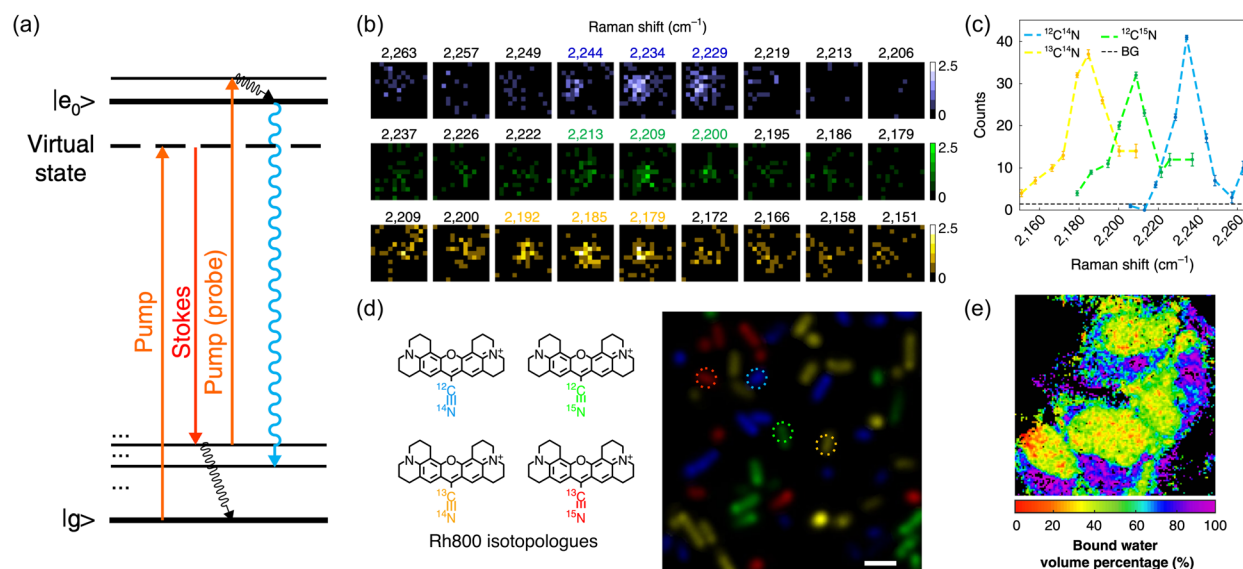 (a)
|e₀>
Virtual
state
Pump
Stokes
Pump (probe)
...
...
...
|g>
(b)
Raman shift (cm⁻¹)
2,263 2,257 2,249 2,244 2,234 2,229 2,219 2,213 2,206
2.5
0
2,237 2,226 2,222 2,213 2,209 2,200 2,195 2,186 2,179
2.5
0
2,209 2,200 2,192 2,185 2,179 2,172 2,166 2,158 2,151
2.5
0
(c)
¹²C¹⁴N ¹²C¹⁵N
¹³C¹⁴N BG
40
30
20
10
0
Counts
2,160 2,180 2,200 2,220 2,240 2,260
Raman shift (cm⁻¹)
(d)
N O N⁺
¹²C
¹⁴N
N O N⁺
¹²C
¹⁵N
N O N⁺
¹³C
¹⁴N
N O N⁺
¹³C
¹⁵N
Rh800 isotopologues
(e)
0 20 40 60 80 100
Bound water
volume percentage (%)